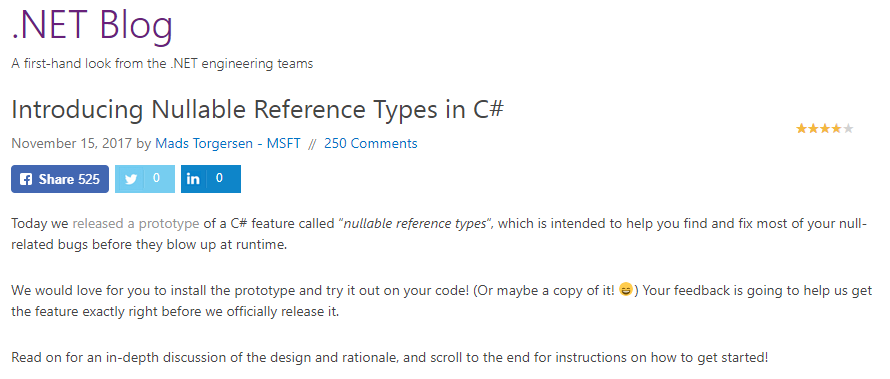 .NET Blog
A first-hand look from the .NET engineering teams
Introducing Nullable Reference Types in C#
November 15, 2017 by Mads Torgersen - MSFT // 250 Comments
Share 525 0 in 0
Today we released a prototype of a C# feature called “nullable reference types“, which is intended to help you find and fix most of your null-
related bugs before they blow up at runtime.
We would love for you to install the prototype and try it out on your code! (Or maybe a copy of it! 😄) Your feedback is going to help us get
the feature exactly right before we officially release it.
Read on for an in-depth discussion of the design and rationale, and scroll to the end for instructions on how to get started!